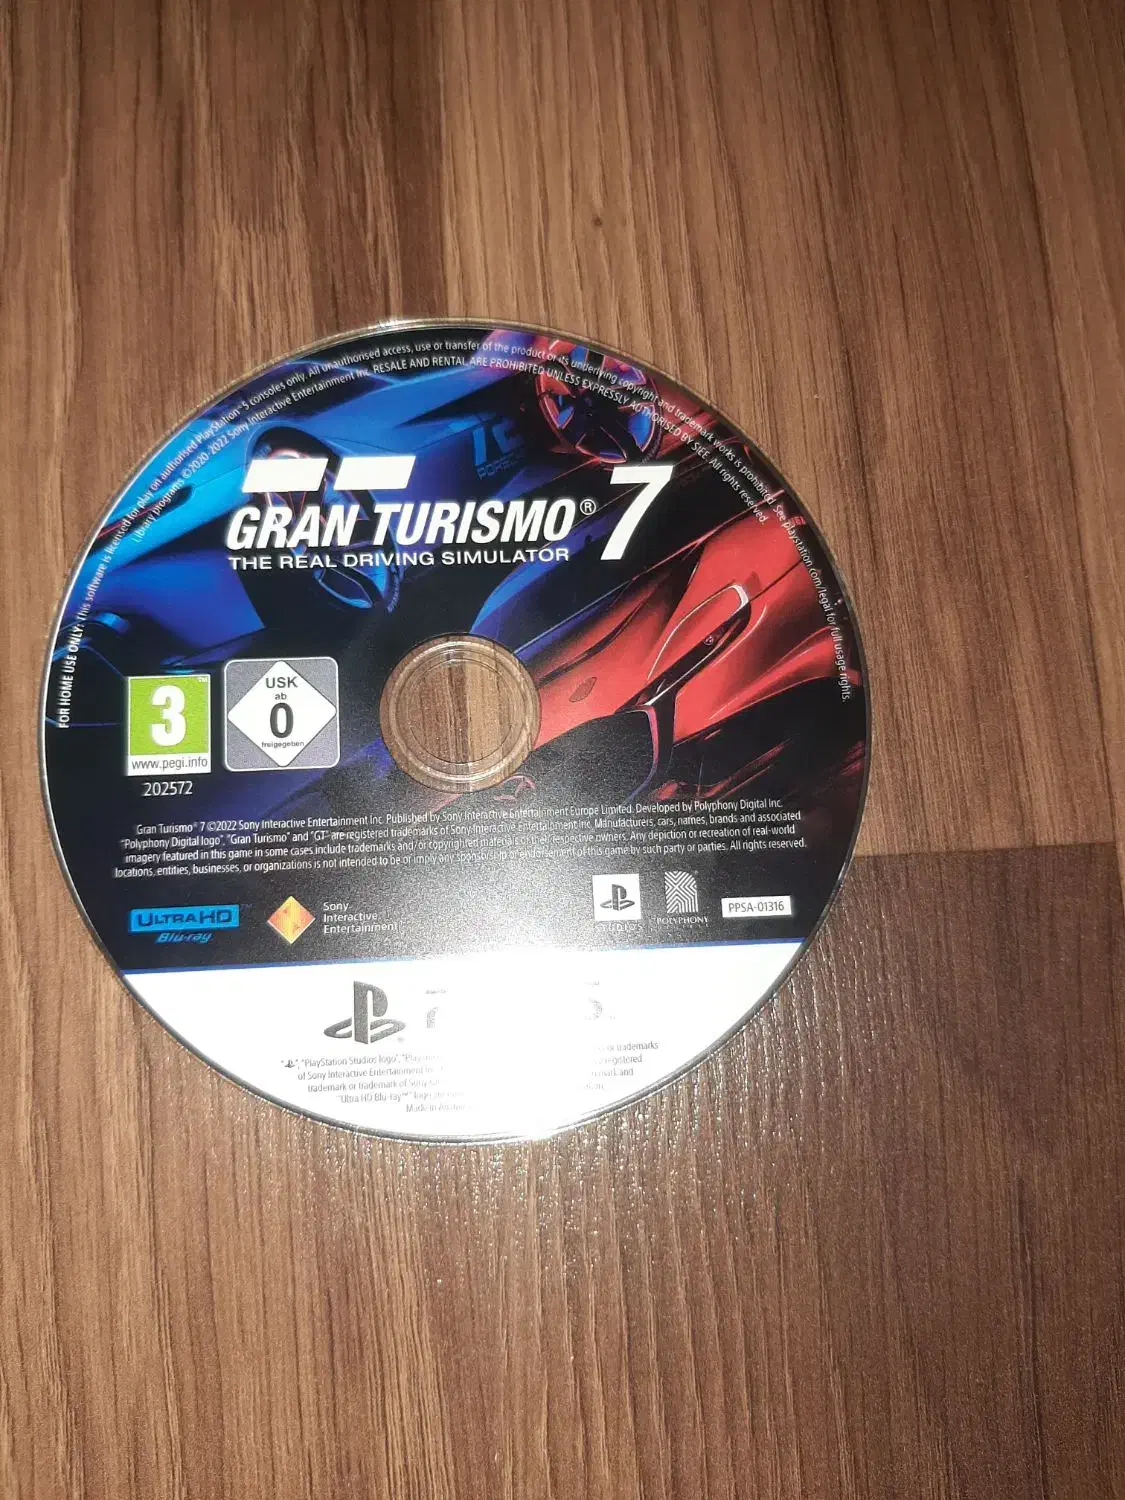 FOR HOME USE ONLY: This software is licensed for play on authorised PlayStation®5 consoles only. All unauthorised access, use or transfer of the product or its underlying copyright and trademark works is prohibited. See playstation.com/legal for full usage rights.
Library programs ©2020-2022 Sony Interactive Entertainment Inc. RESALE AND RENTAL ARE PROHIBITED UNLESS EXPRESSLY AUTHORISED BY SIEE. All rights reserved.
PORSCHE
GRAN TURISMO® 7
THE REAL DRIVING SIMULATOR
3™
www.pegi.info
202572
USK
ab
0
freigegeben
Gran Turismo® 7 ©2022 Sony Interactive Entertainment Inc. Published by Sony Interactive Entertainment Europe Limited. Developed by Polyphony Digital Inc.
"Polyphony Digital logo", "Gran Turismo" and "GT" are registered trademarks of Sony Interactive Entertainment Inc. Manufacturers, cars, names, brands and associated
imagery featured in this game in some cases include trademarks and/or copyrighted materials of their respective owners. Any depiction or recreation of real-world
locations, entities, businesses, or organizations is not intended to be or imply any sponsorship or endorsement of this game by such party or parties. All rights reserved.
ULTRA HD™
Blu-ray
Sony
Interactive
Entertainment
STUDIOS
POLYPHONY
PPSA-01316
"PlayStation Studios logo", or trademarks
of Sony Interactive Entertainment registered
trademark or trademark of Sony and
"Ultra HD Blu-ray™" logo
Made in